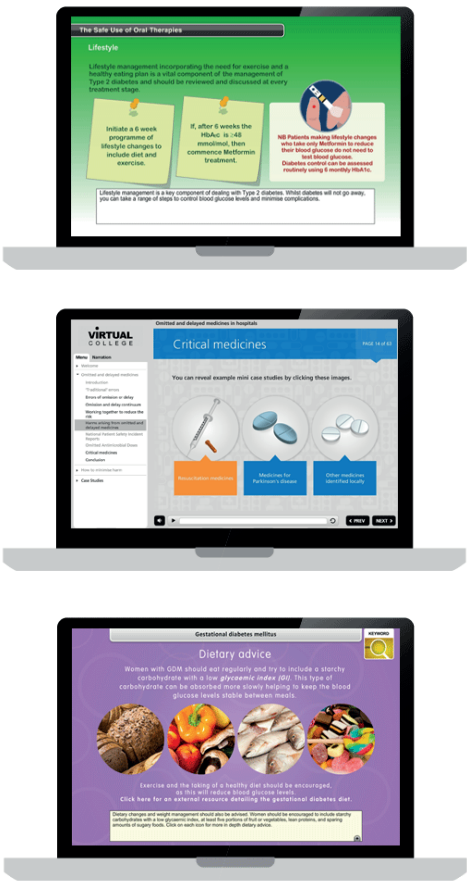 The Safe Use of Oral Therapies
Lifestyle
Lifestyle management incorporating the need for exercise and a
healthy eating plan is a vital component of the management of
Type 2 diabetes and should be reviewed and discussed at every
treatment stage.
Initiate a 6 week
programme of
lifestyle changes to
include diet and
exercise.
If, after 6 weeks the
HbA1c is ≥48
mmol/mol, then
commence Metformin
treatment.
NB Patients making lifestyle changes
who take only Metformin to reduce
their blood glucose do not need to
test blood glucose.
Diabetes control can be assessed
routinely using 6 monthly HbA1c.
Lifestyle management is a key component of dealing with Type 2 diabetes. Whilst diabetes will not go away,
you can take a range of steps to control blood glucose levels and minimise complications.
Omitted and delayed medicines in hospitals
VIRTUAL
COLLEGE
Critical medicines
PAGE 14 of 63
Menu Narration
Welcome
Omitted and delayed medicines
Introduction
"Traditional" errors
Errors of omission or delay
Omission and delay continuum
Working together to reduce the
risk
Harms arising from omitted and
delayed medicines
National Patient Safety Incident
Reports
Omitted Antimicrobial Doses
Critical medicines
Conclusion
How to minimise harm
Case Studies
You can reveal example mini case studies by clicking these images.
Resuscitation medicines
Medicines for
Parkinson's disease
Other medicines
identified locally
PREV
NEXT
Gestational diabetes mellitus
KEYWORD
Dietary advice
Women with GDM should eat regularly and try to include a starchy
carbohydrate with a low glycaemic index (GI). This type of
carbohydrate can be absorbed more slowly helping to keep the blood
glucose levels stable between meals.
Exercise and the taking of a healthy diet should be encouraged,
as this will reduce blood glucose levels.
Click here for an external resource detailing the gestational diabetes diet.
Dietary changes and weight management should also be advised. Women should be encouraged to include starchy
carbohydrates with a low glycaemic index, at least five portions of fruit or vegetables, lean proteins, and sparing
amounts of sugary foods. Click on each icon for more in depth dietary advice.